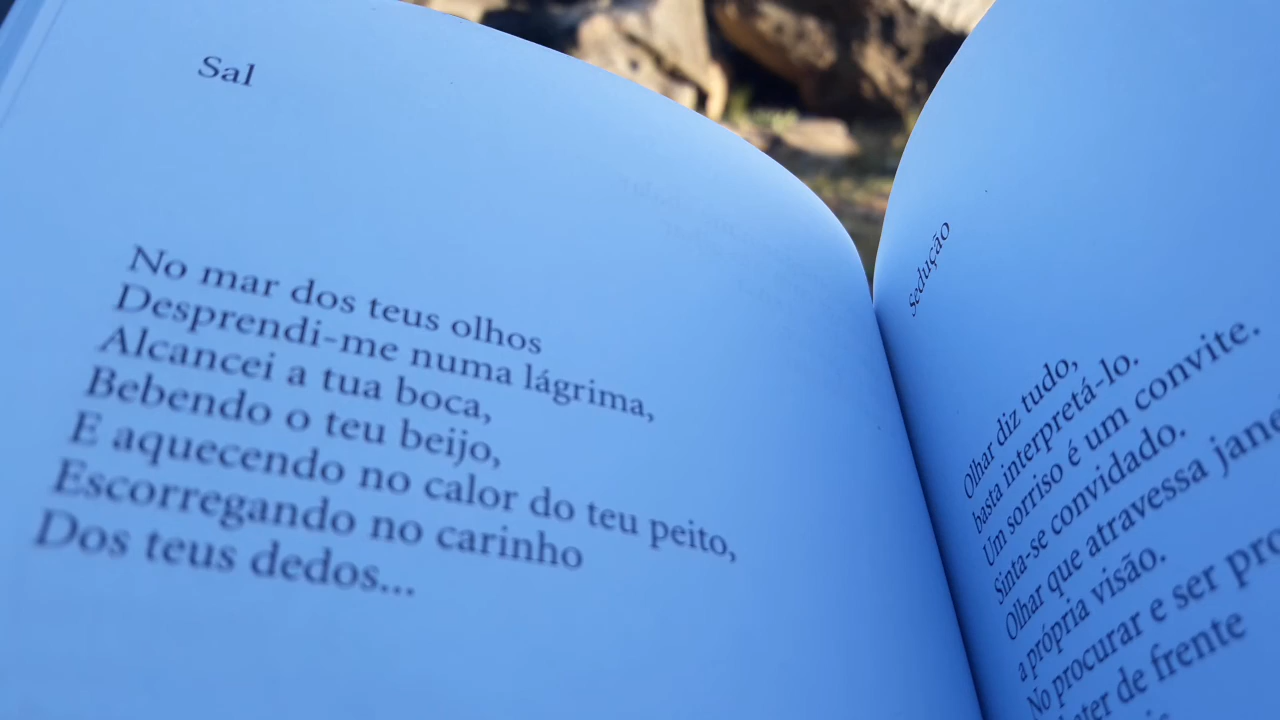 Sal
No mar dos teus olhos
Desprendi-me numa lágrima,
Alcancei a tua boca,
Bebendo o teu beijo,
E aquecendo no calor do teu peito,
Escorregando no carinho
Dos teus dedos...
Sedução
Olhar diz tudo,
basta interpretá-lo.
Um sorriso é um convite.
Sinta-se convidado.
Olhar que atravessa
a própria visão.
No procurar e ser
de frente